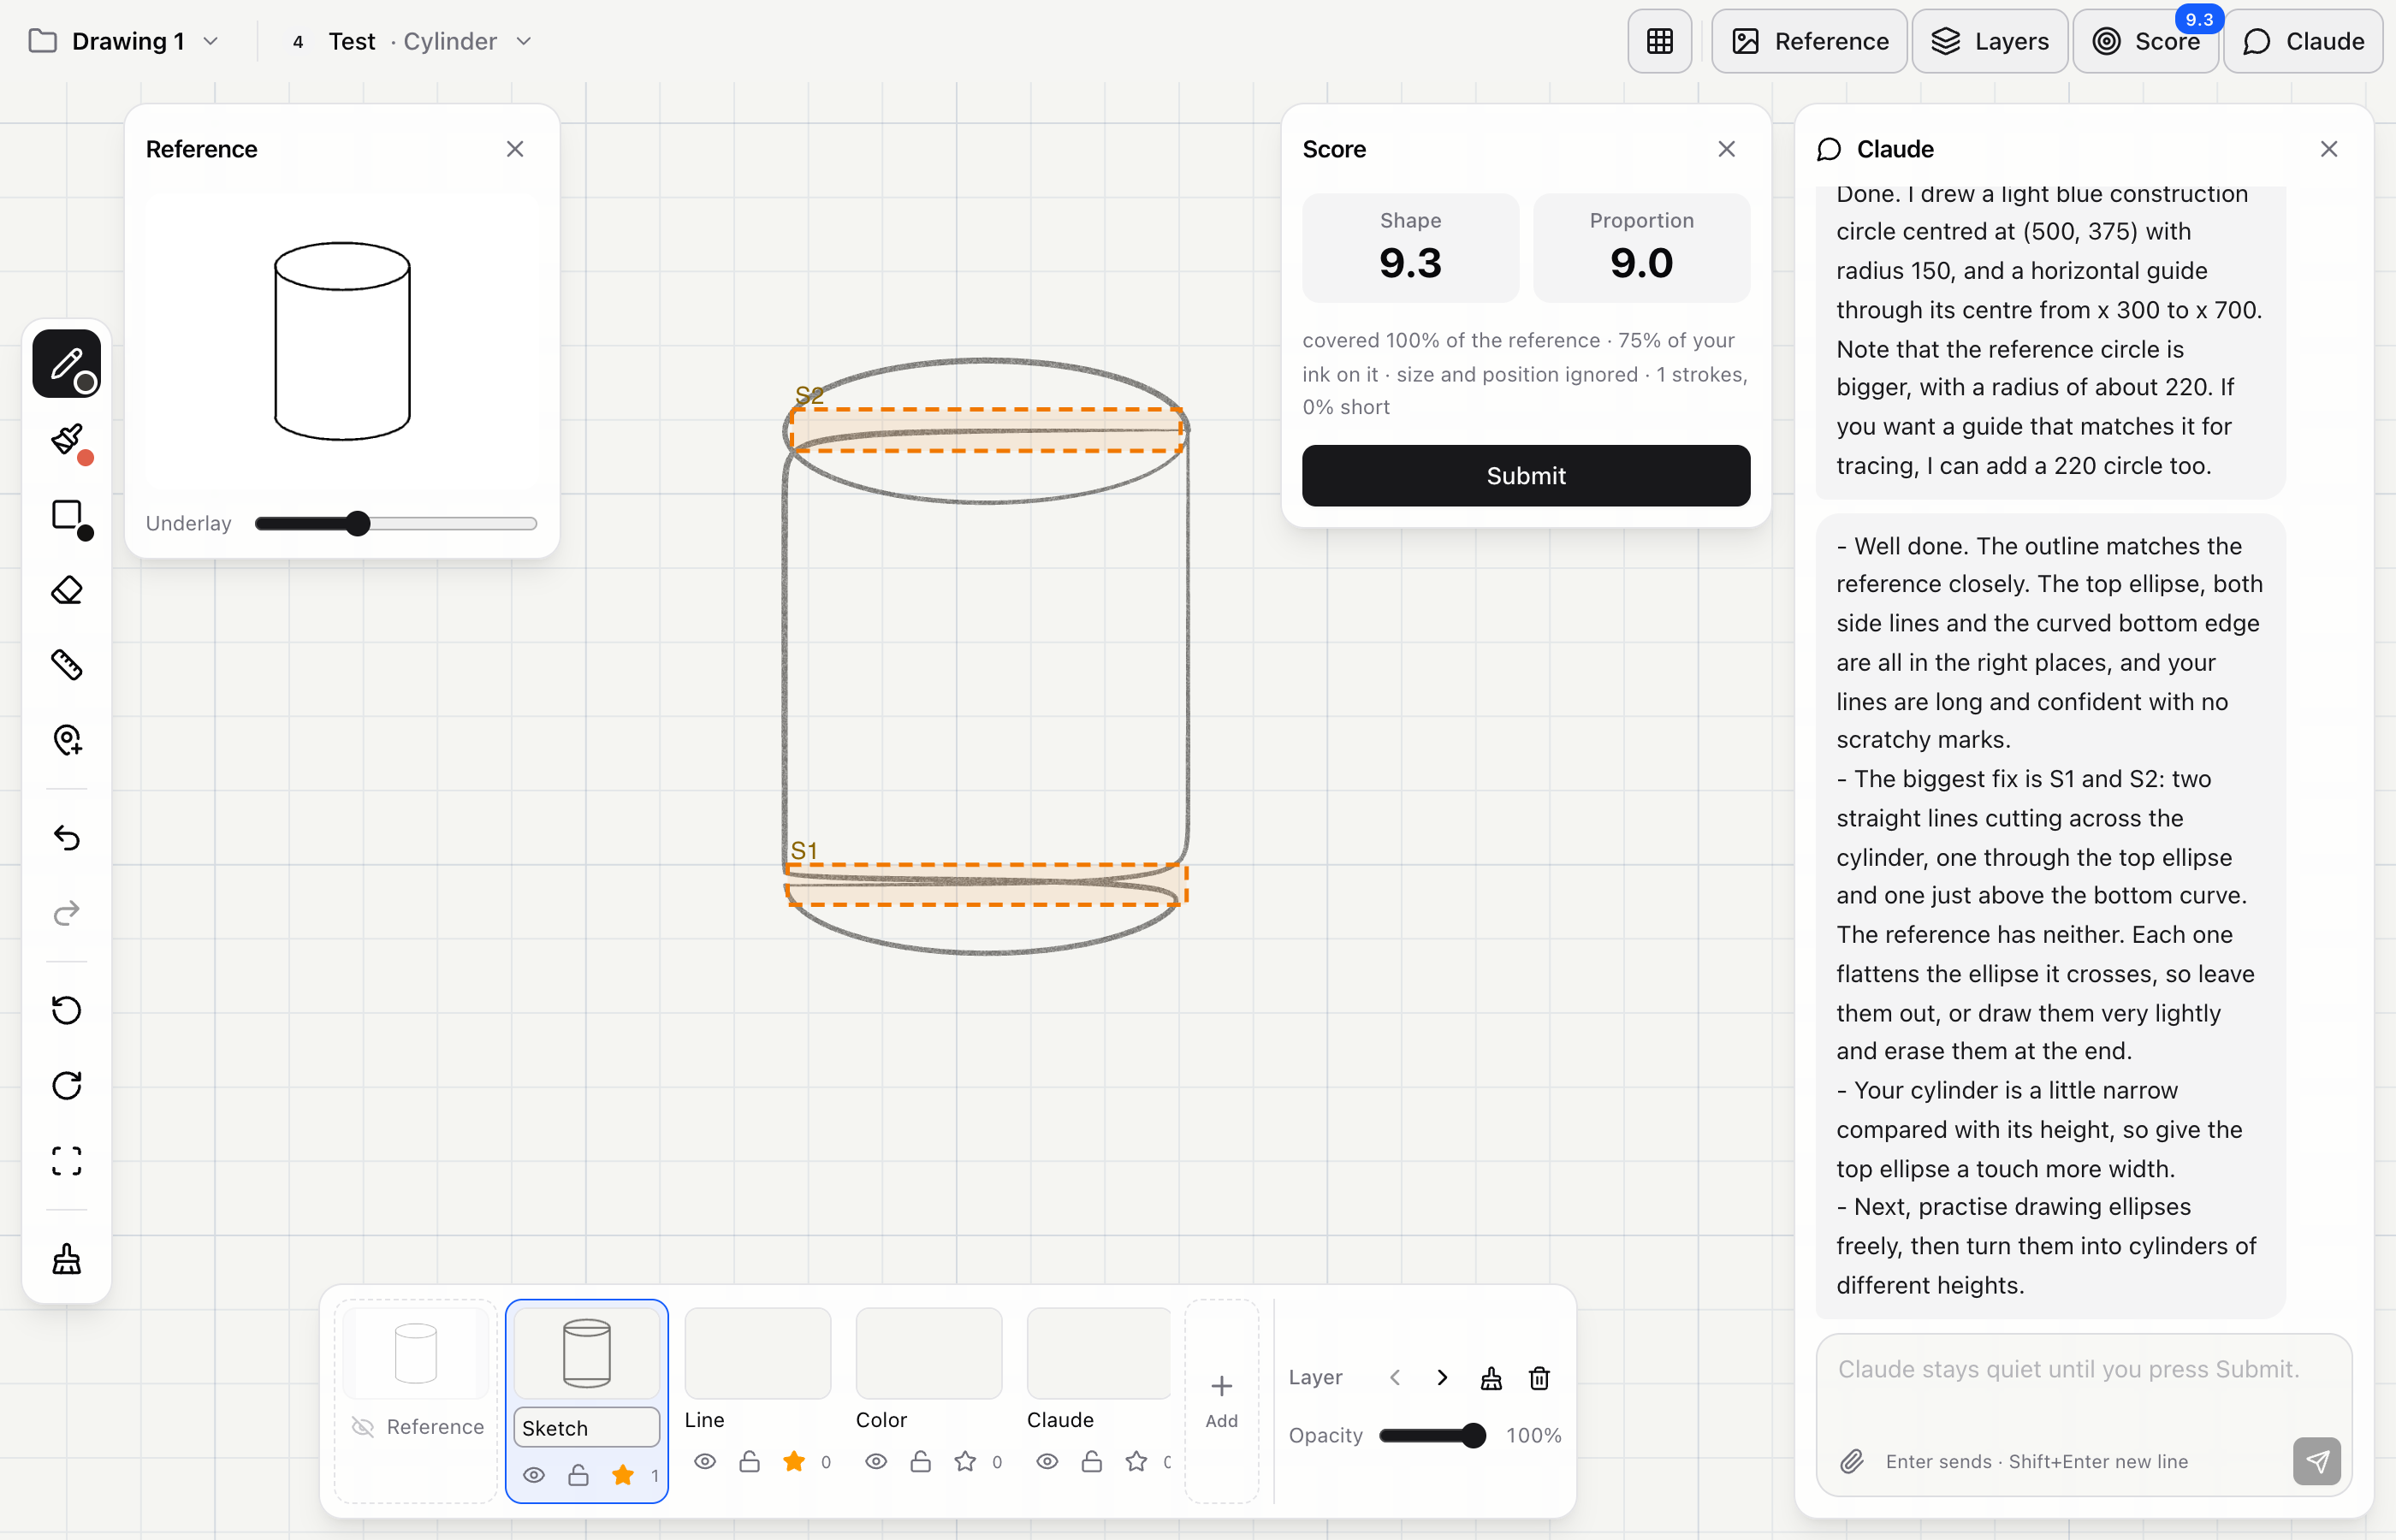 Drawing 1
4 Test · Cylinder
Reference
Layers
Score
9.3
Claude
Reference
Underlay
S2
S1
Score
Shape
9.3
Proportion
9.0
covered 100% of the reference · 75% of your
ink on it · size and position ignored · 1 strokes,
0% short
Submit
Claude
Done. I drew a light blue construction
circle centred at (500, 375) with
radius 150, and a horizontal guide
through its centre from x 300 to x 700.
Note that the reference circle is
bigger, with a radius of about 220. If
you want a guide that matches it for
tracing, I can add a 220 circle too.
- Well done. The outline matches the
reference closely. The top ellipse, both
side lines and the curved bottom edge
are all in the right places, and your
lines are long and confident with no
scratchy marks.
- The biggest fix is S1 and S2: two
straight lines cutting across the
cylinder, one through the top ellipse
and one just above the bottom curve.
The reference has neither. Each one
flattens the ellipse it crosses, so leave
them out, or draw them very lightly
and erase them at the end.
- Your cylinder is a little narrow
compared with its height, so give the
top ellipse a touch more width.
- Next, practise drawing ellipses
freely, then turn them into cylinders of
different heights.
Claude stays quiet until you press Submit.
Enter sends · Shift+Enter new line
Reference
Sketch
1
Line
0
Color
0
Claude
0
Add
Layer
Opacity
100%